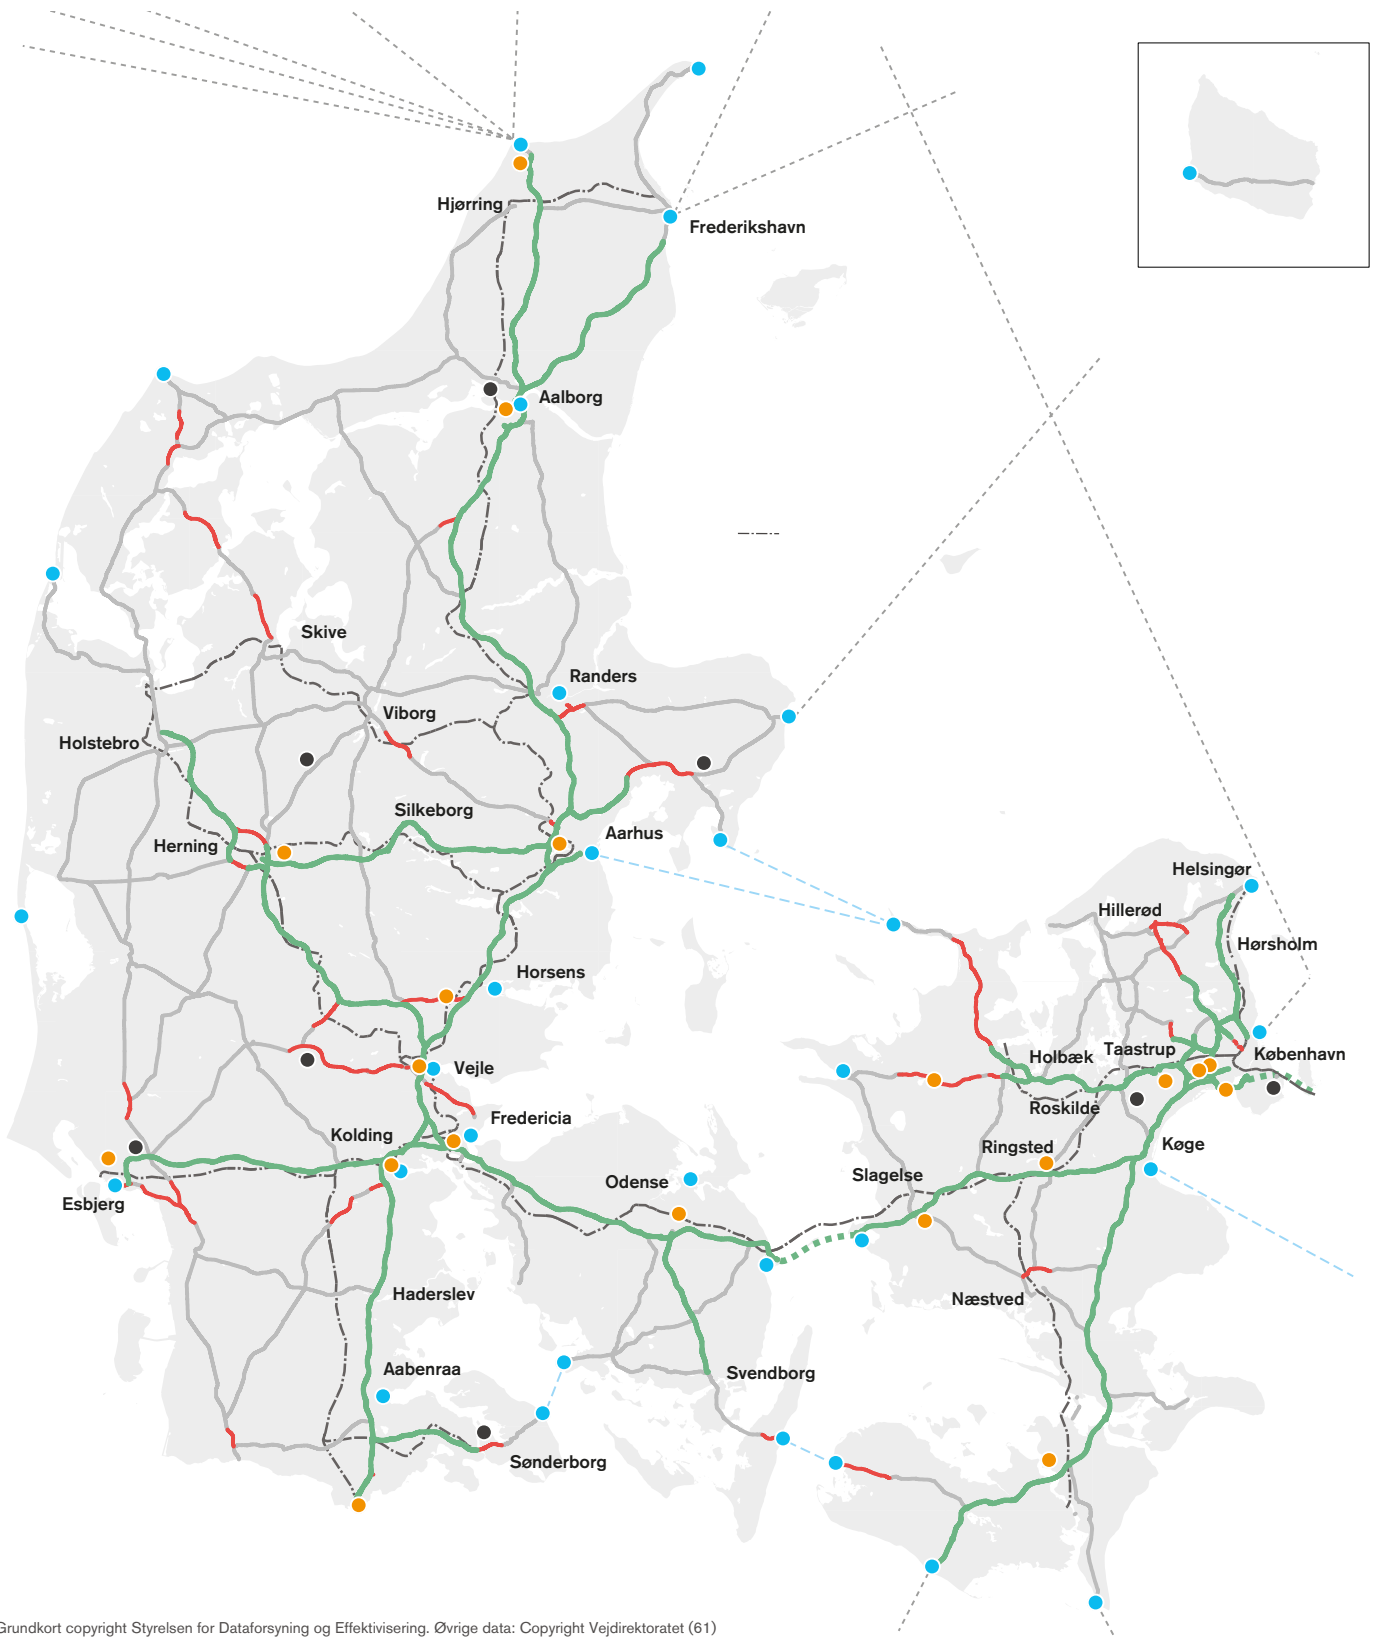 Hjørring
Frederikshavn
Aalborg
Skive
Randers
Viborg
Holstebro
Silkeborg
Aarhus
Herning
Helsingør
Hillerød
Hørsholm
Horsens
Holbæk
Taastrup
København
Vejle
Roskilde
Fredericia
Kolding
Ringsted
Køge
Slagelse
Odense
Esbjerg
Haderslev
Næstved
Aabenraa
Svendborg
Sønderborg
Grundkort copyright Styrelsen for Dataforsyning og Effektivisering. Øvrige data: Copyright Vejdirektoratet (61)